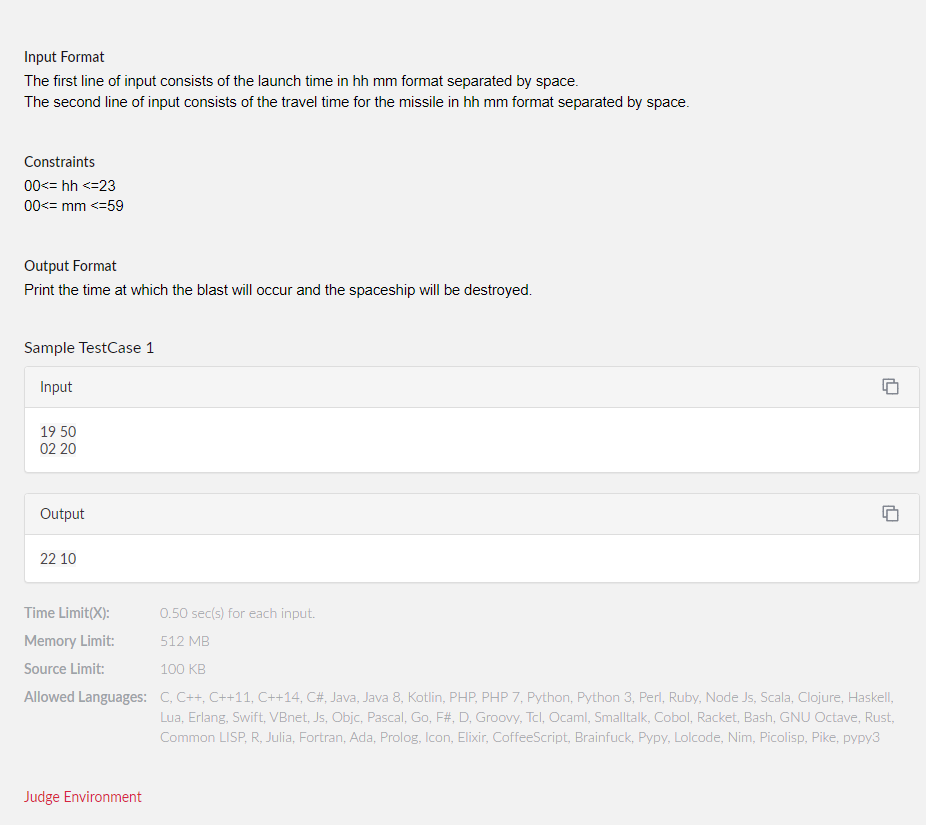 Input Format
The first line of input consists of the launch time in hh mm format separated by space.
The second line of input consists of the travel time for the missile in hh mm format separated by space.
Constraints
00<= hh <=23
00<= mm <=59
Output Format
Print the time at which the blast will occur and the spaceship will be destroyed.
Sample TestCase 1
Input
19 50
02 20
Output
22 10
Time Limit(X): 0.50 sec(s) for each input.
Memory Limit: 512 MB
Source Limit: 100 KB
Allowed Languages: C, C++, C++11, C++14, C#, Java, Java 8, Kotlin, PHP, PHP 7, Python, Python 3, Perl, Ruby, Node Js, Scala, Clojure, Haskell,
Lua, Erlang, Swift, VBnet, Js, Objc, Pascal, Go, F#, D, Groovy, Tcl, Ocaml, Smalltalk, Cobol, Racket, Bash, GNU Octave, Rust,
Common LISP, R, Julia, Fortran, Ada, Prolog, Icon, Elixir, CoffeeScript, Brainfuck, Pypy, Lolcode, Nim, Picolisp, Pike, pypy3
Judge Environment